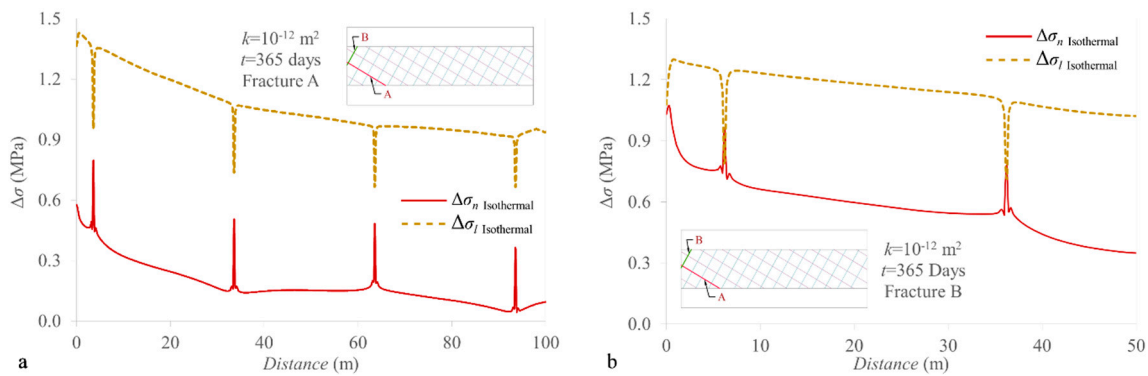 1.5
1.2
0.9
0.6
0.3
0.0
Δσ (MPa)
k=10⁻¹² m²
t=365 days
Fracture A
B
A
Δσn Isothermal
Δσl Isothermal
0 20 40 60 80 100
Distance (m)
a
1.5
1.2
0.9
0.6
0.3
0.0
Δσ (MPa)
Δσn Isothermal
Δσl Isothermal
B
A
k=10⁻¹² m²
t=365 Days
Fracture B
0 10 20 30 40 50
Distance (m)
b